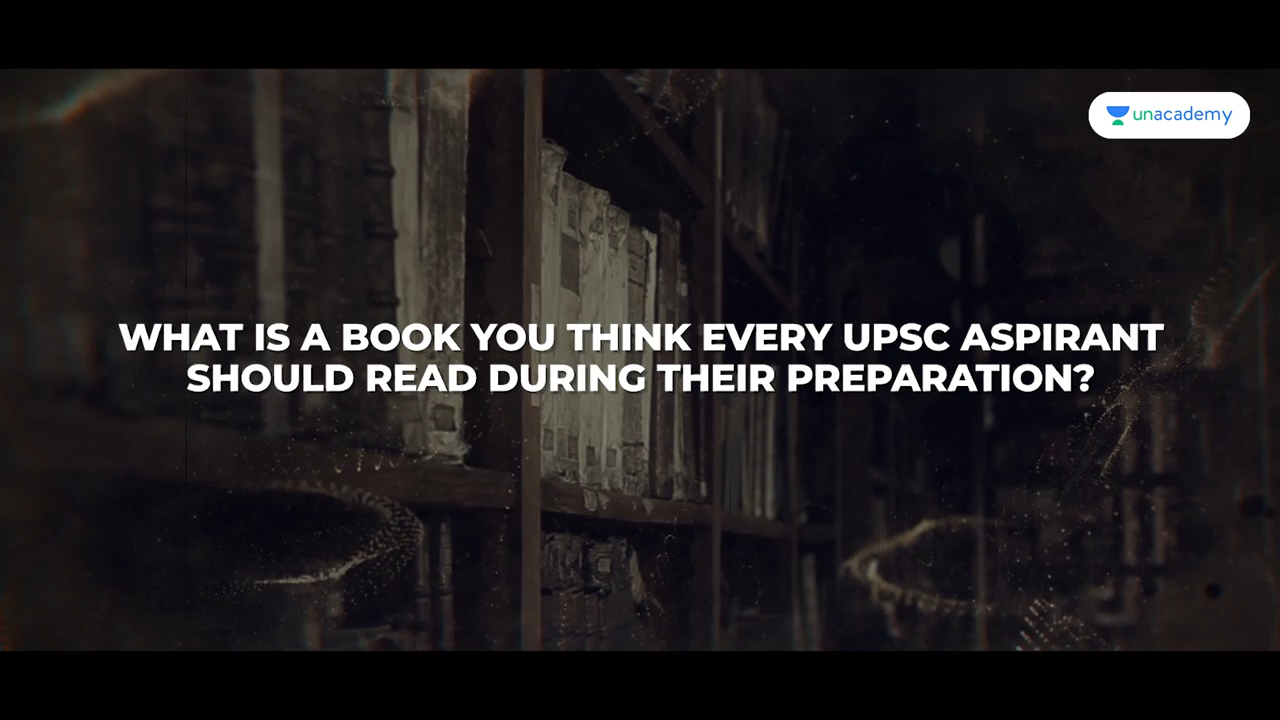 unacademy
WHAT IS A BOOK YOU THINK EVERY UPSC ASPIRANT
SHOULD READ DURING THEIR PREPARATION?